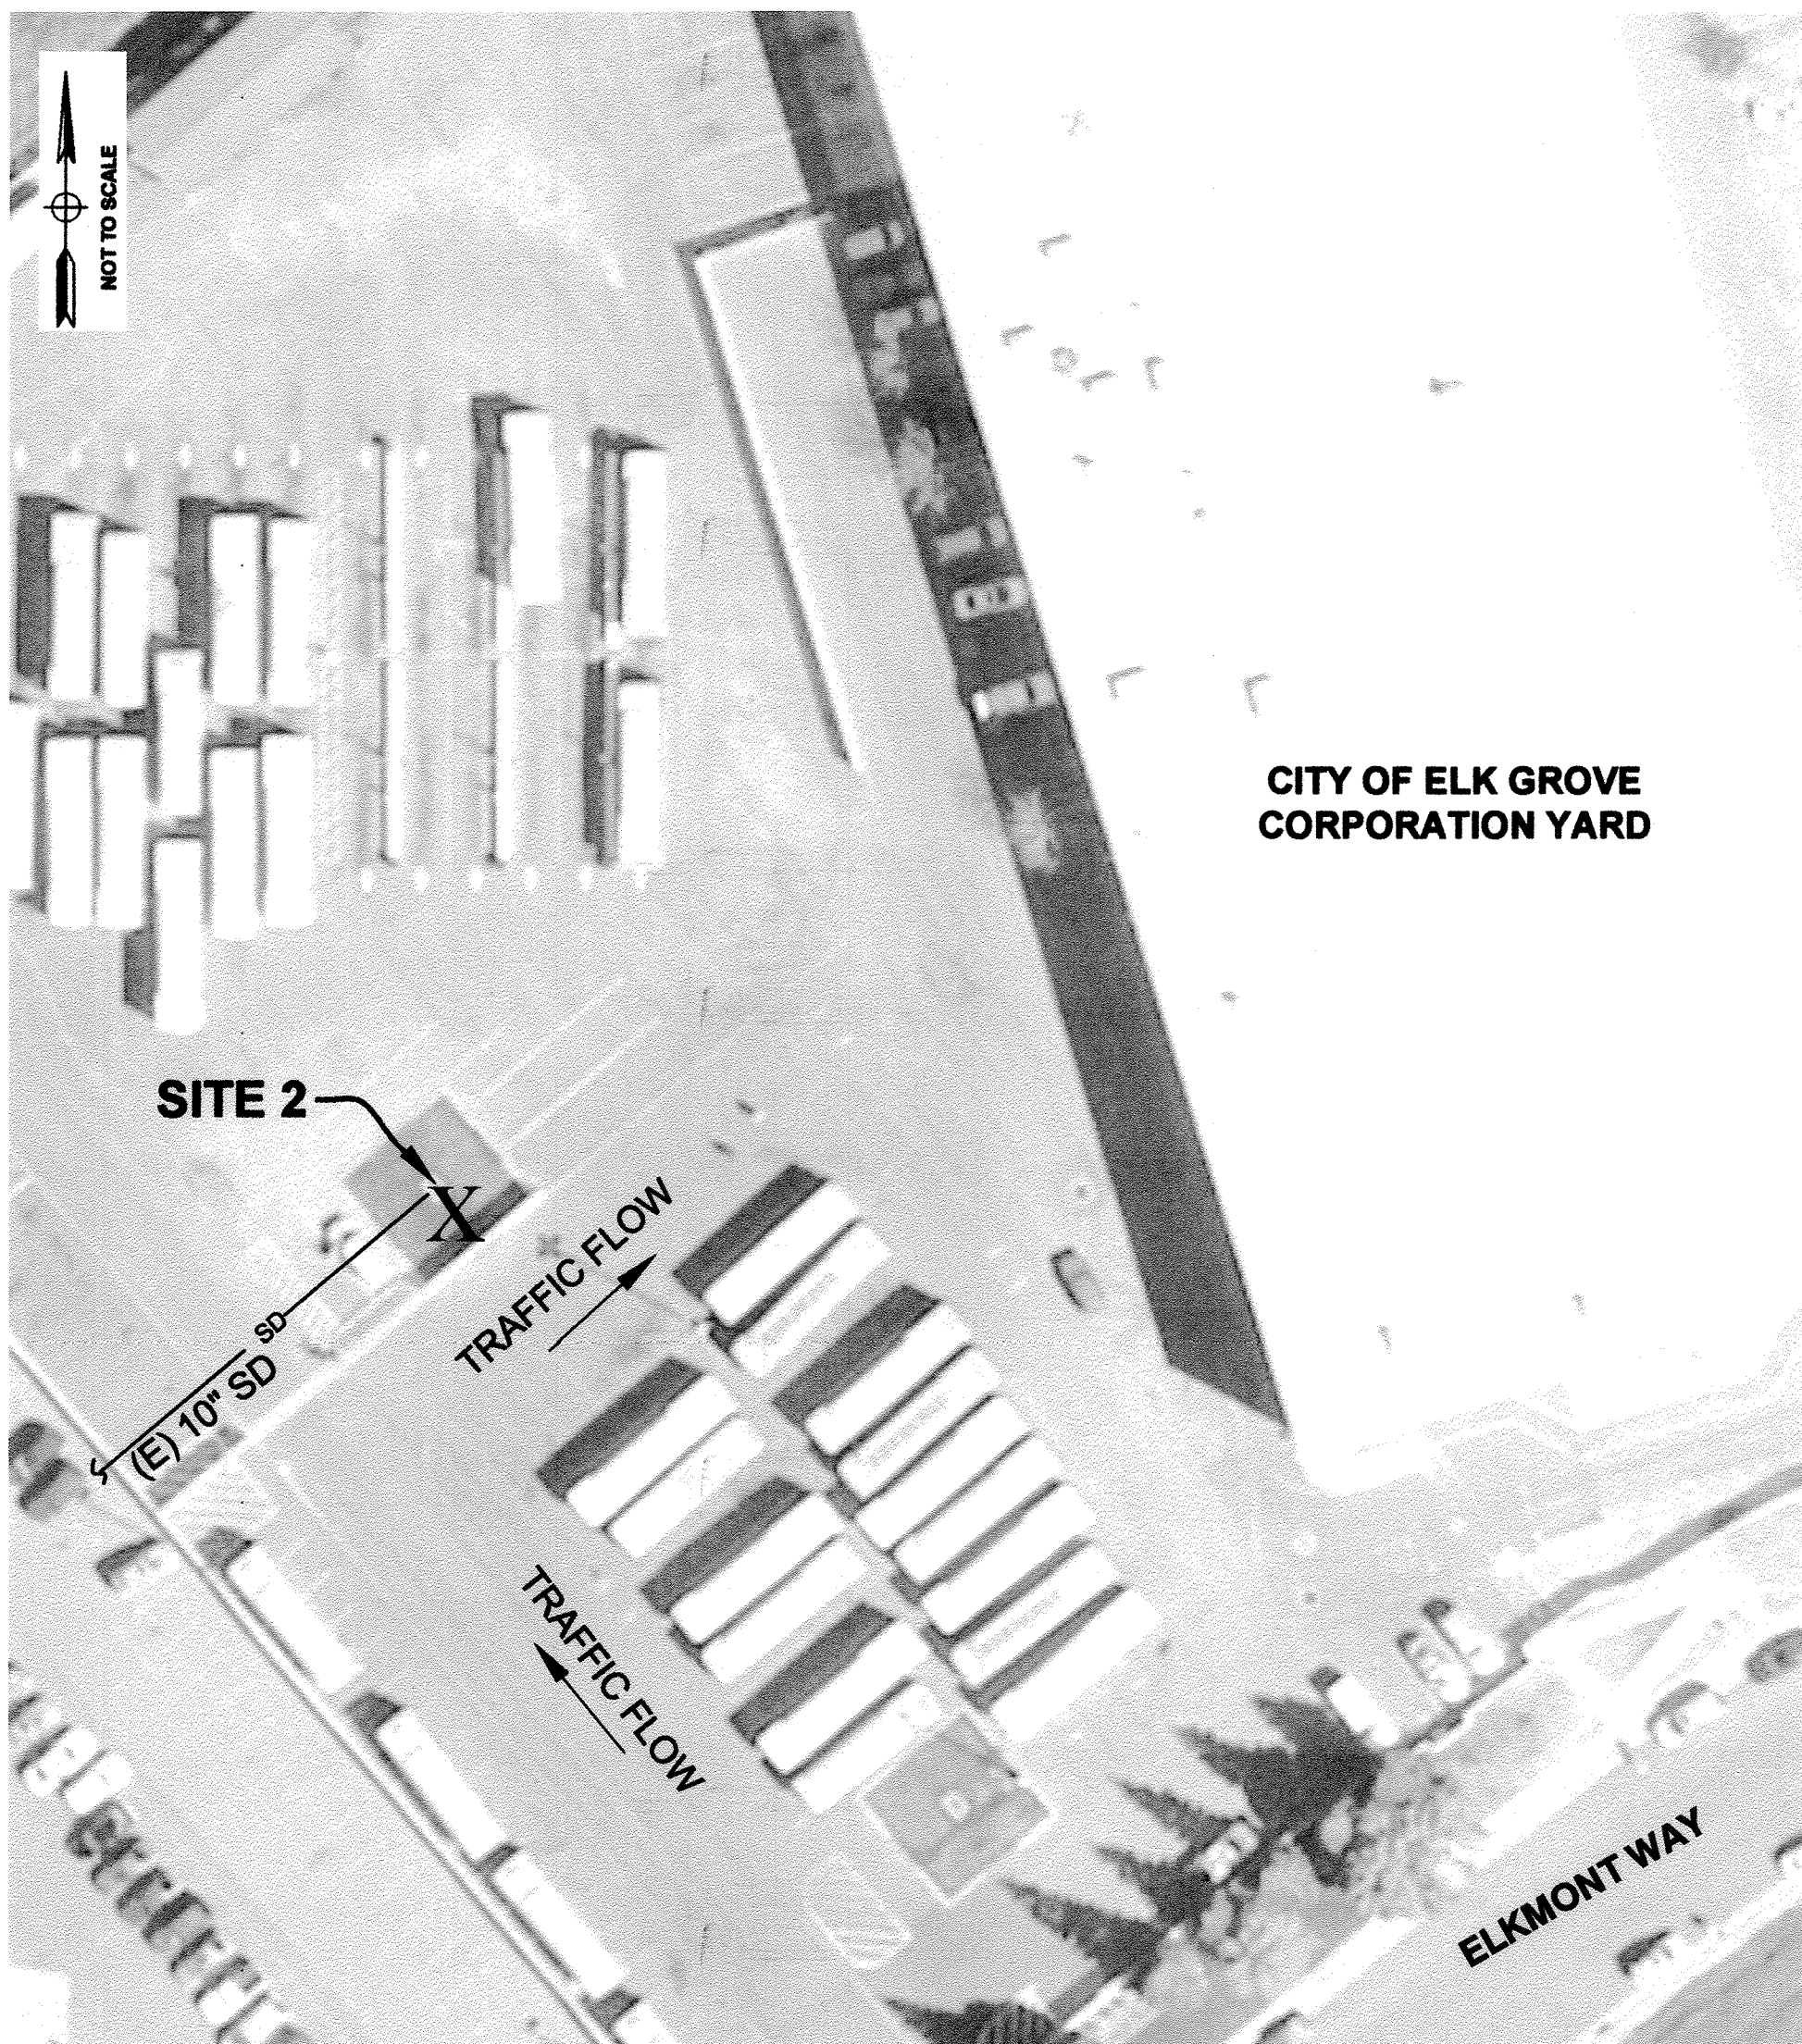 NOT TO SCALE
CITY OF ELK GROVE
CORPORATION YARD
SITE 2
X
TRAFFIC FLOW
SD
(E) 10" SD
TRAFFIC FLOW
ELKMONT WAY